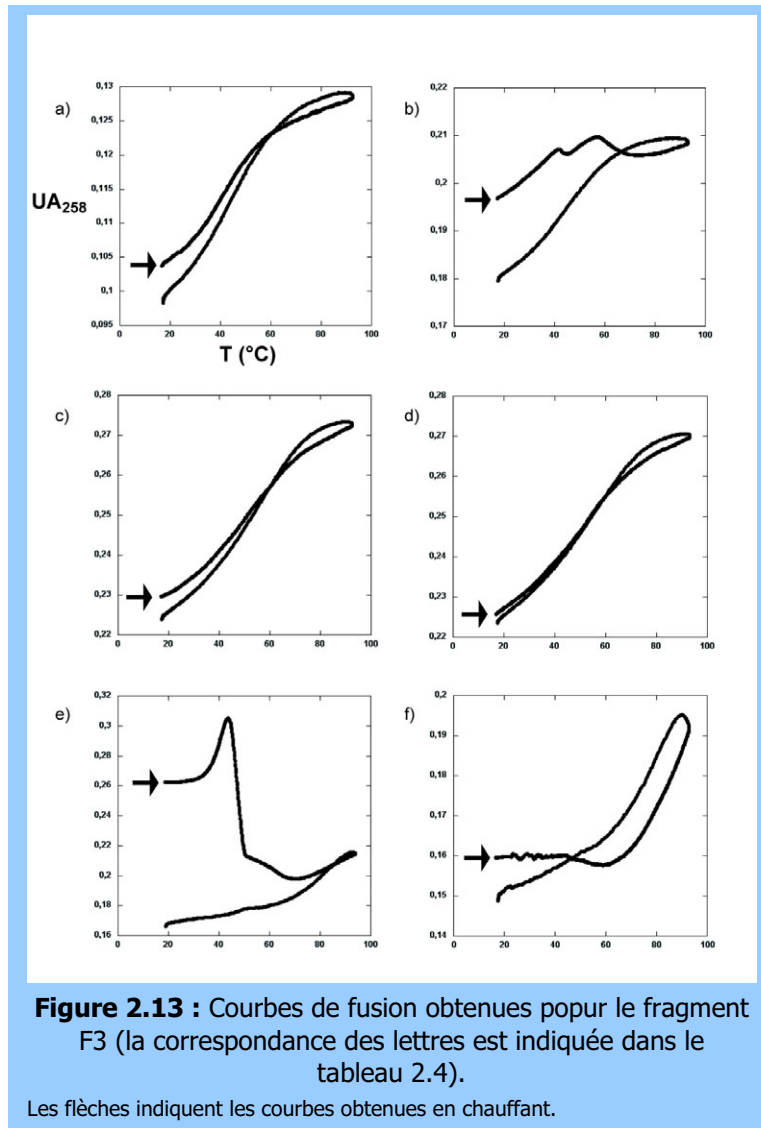 a)
0,13
0,125
0,12
0,115
0,11
0,105
0,1
0,095
0 20 40 60 80 100
UA258
T (°C)
b)
0,22
0,21
0,2
0,19
0,18
0,17
0 20 40 60 80 100
c)
0,28
0,27
0,26
0,25
0,24
0,23
0,22
0 20 40 60 80 100
d)
0,28
0,27
0,26
0,25
0,24
0,23
0,22
0 20 40 60 80 100
e)
0,32
0,3
0,28
0,26
0,24
0,22
0,2
0,18
0,16
0 20 40 60 80 100
f)
0,2
0,19
0,18
0,17
0,16
0,15
0,14
0 20 40 60 80 100
Figure 2.13 : Courbes de fusion obtenues popur le fragment
F3 (la correspondance des lettres est indiquée dans le
tableau 2.4).
Les flèches indiquent les courbes obtenues en chauffant.